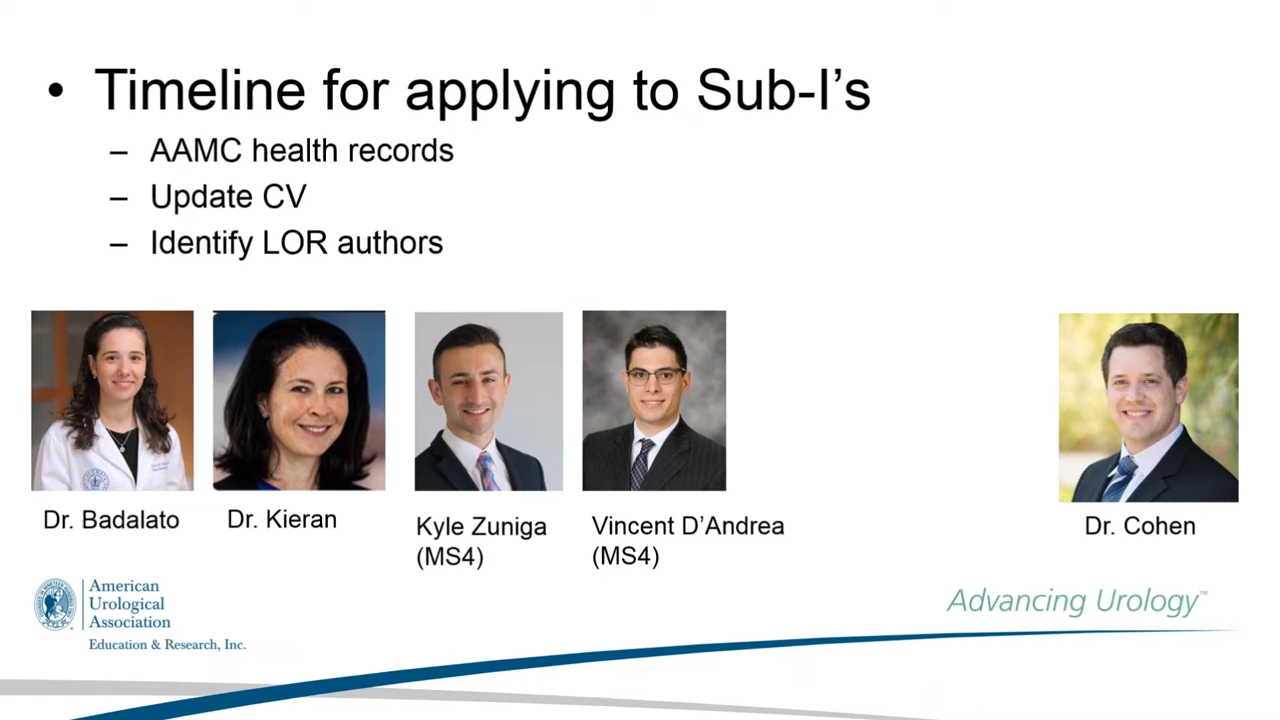 • Timeline for applying to Sub-I’s
– AAMC health records
– Update CV
– Identify LOR authors
Dr. Badalato
Dr. Kieran
Kyle Zuniga
(MS4)
Vincent D’Andrea
(MS4)
Dr. Cohen
American
Urological
Association
Education & Research, Inc.
Advancing Urology™